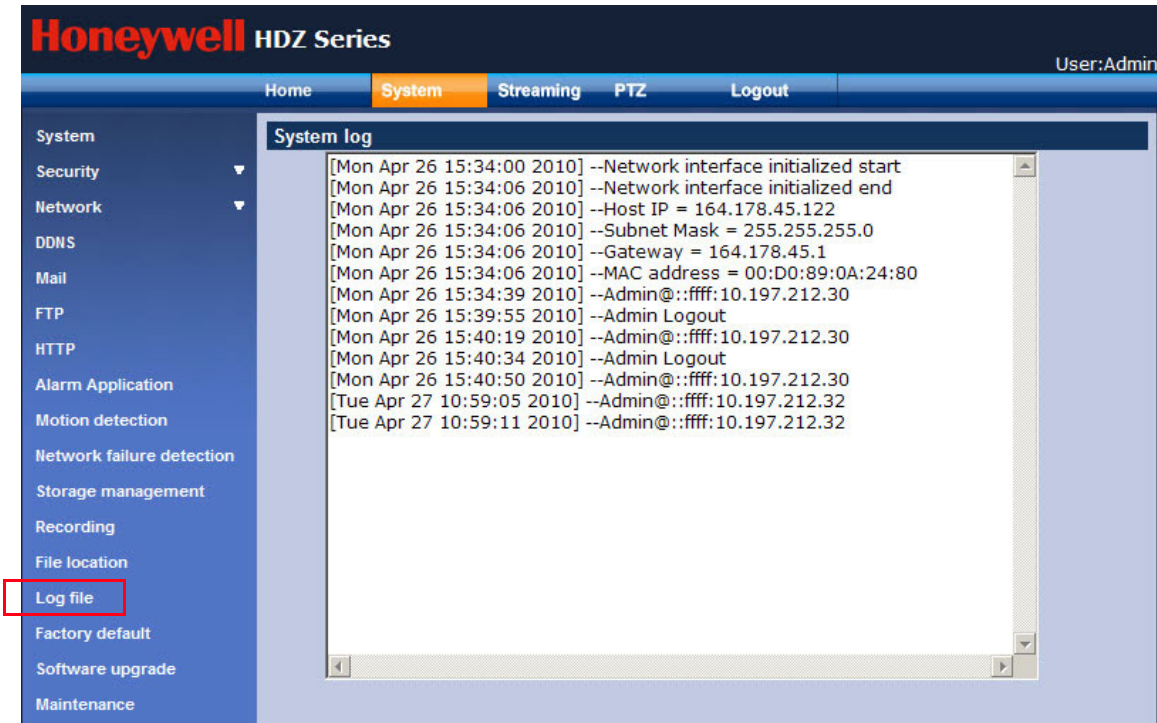 Honeywell HDZ Series
User:Admin
Home System Streaming PTZ Logout
System
Security
Network
DDNS
Mail
FTP
HTTP
Alarm Application
Motion detection
Network failure detection
Storage management
Recording
File location
Log file
Factory default
Software upgrade
Maintenance
System log
[Mon Apr 26 15:34:00 2010] --Network interface initialized start
[Mon Apr 26 15:34:06 2010] --Network interface initialized end
[Mon Apr 26 15:34:06 2010] --Host IP = 164.178.45.122
[Mon Apr 26 15:34:06 2010] --Subnet Mask = 255.255.255.0
[Mon Apr 26 15:34:06 2010] --Gateway = 164.178.45.1
[Mon Apr 26 15:34:06 2010] --MAC address = 00:D0:89:0A:24:80
[Mon Apr 26 15:34:39 2010] --Admin@::ffff:10.197.212.30
[Mon Apr 26 15:39:55 2010] --Admin Logout
[Mon Apr 26 15:40:19 2010] --Admin@::ffff:10.197.212.30
[Mon Apr 26 15:40:34 2010] --Admin Logout
[Mon Apr 26 15:40:50 2010] --Admin@::ffff:10.197.212.30
[Tue Apr 27 10:59:05 2010] --Admin@::ffff:10.197.212.32
[Tue Apr 27 10:59:11 2010] --Admin@::ffff:10.197.212.32